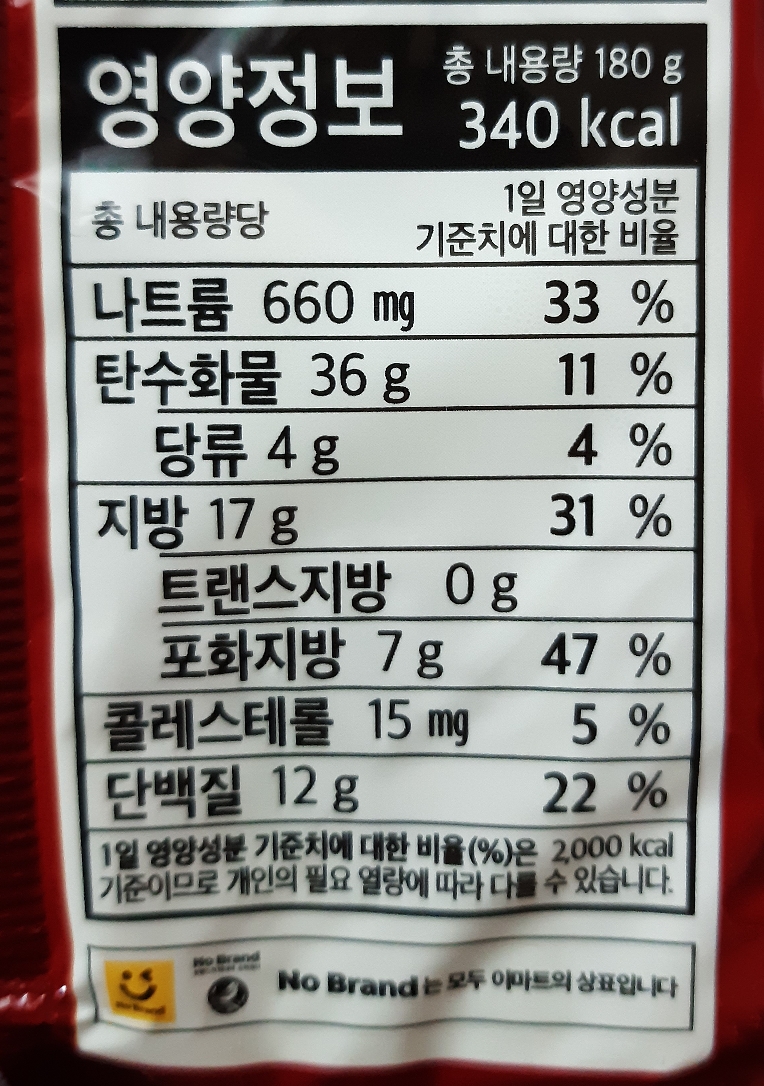 영양정보
총 내용량 180 g
340 kcal
총 내용량당
1일 영양성분
기준치에 대한 비율
나트륨 660 mg 33 %
탄수화물 36 g 11 %
당류 4 g 4 %
지방 17 g 31 %
트랜스지방 0 g
포화지방 7 g 47 %
콜레스테롤 15 mg 5 %
단백질 12 g 22 %
1일 영양성분 기준치에 대한 비율(%)은 2,000 kcal
기준이므로 개인의 필요 열량에 따라 다를 수 있습니다.
No Brand
No Brand는 모두 이마트의 상표입니다